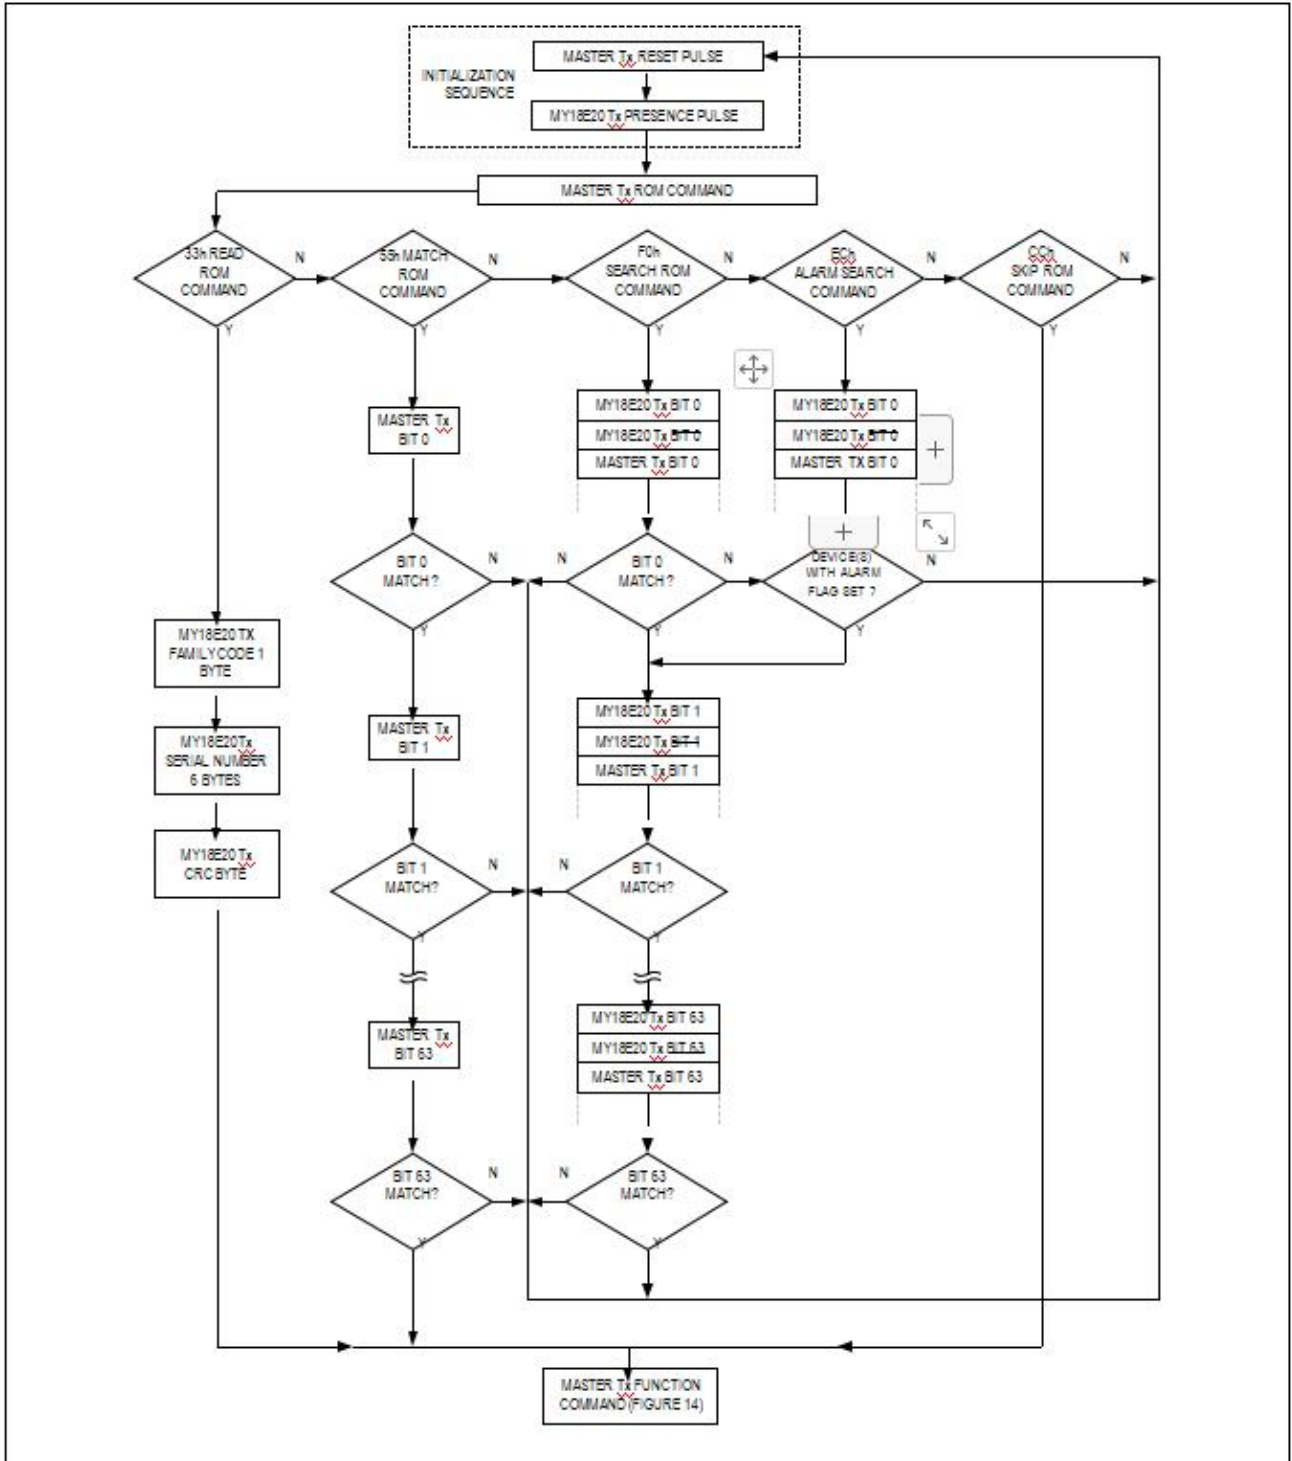 MASTER Tx RESET PULSE
INITIALIZATION
SEQUENCE
MY18E20 Tx PRESENCE PULSE
MASTER Tx ROM COMMAND
33h READ
ROM
COMMAND
N
Y
55h MATCH
ROM
COMMAND
N
Y
F0h
SEARCH ROM
COMMAND
N
Y
ECh
ALARM SEARCH
COMMAND
N
Y
CCh
SKIP ROM
COMMAND
N
Y
MASTER Tx
BIT 0
MY18E20 Tx BIT 0
MY18E20 Tx BIT 0
MASTER Tx BIT 0
MY18E20 Tx BIT 0
MY18E20 Tx BIT 0
MASTER TX BIT 0
BIT 0
MATCH?
N
Y
N
BIT 0
MATCH?
N
Y
DEVICE(S)
WITH ALARM
FLAG SET ?
N
Y
MY18E20 TX
FAMILY CODE 1
BYTE
MY18E20 Tx
SERIAL NUMBER
6 BYTES
MY18E20 Tx
CRC BYTE
MASTER Tx
BIT 1
MY18E20 Tx BIT 1
MY18E20 Tx BIT 1
MASTER Tx BIT 1
BIT 1
MATCH?
N
Y
N
BIT 1
MATCH?
Y
MASTER Tx
BIT 63
MY18E20 Tx BIT 63
MY18E20 Tx BIT 63
MASTER Tx BIT 63
BIT 63
MATCH?
N
Y
N
BIT 63
MATCH?
Y
MASTER Tx FUNCTION
COMMAND (FIGURE 14)